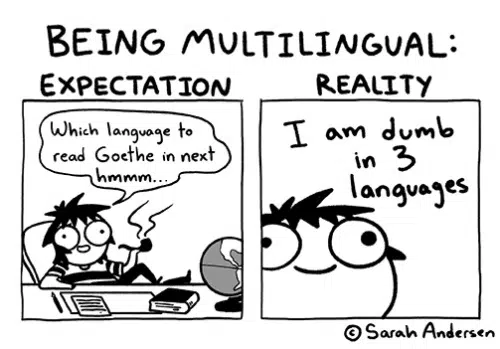 BEING MULTILINGUAL:
EXPECTATION
Which language to
read Goethe in next
hmmm...
REALITY
I am dumb
in 3
languages
© Sarah Andersen